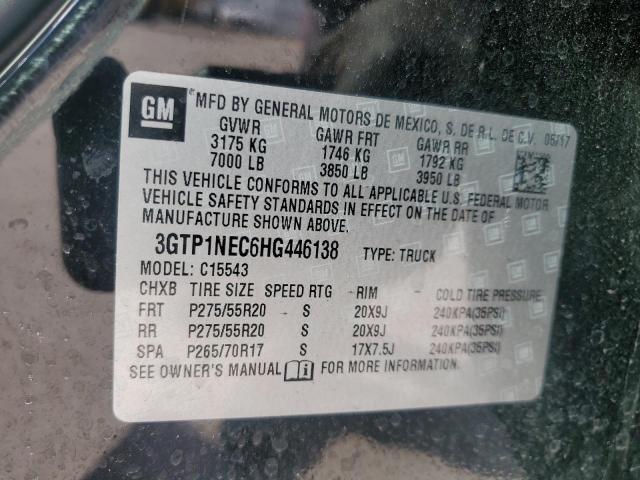 GM
MFD BY GENERAL MOTORS DE MEXICO, S. DE R.L. DE C.V. 06/17
GVWR GAWR FRT GAWR RR
3175 KG 1746 KG 1792 KG
7000 LB 3850 LB 3950 LB
THIS VEHICLE CONFORMS TO ALL APPLICABLE U.S. FEDERAL MOTOR
VEHICLE SAFETY STANDARDS IN EFFECT ON THE DATE OF
MANUFACTURE SHOWN ABOVE.
3GTP1NEC6HG446138 TYPE: TRUCK
MODEL: C15543
CHXB TIRE SIZE SPEED RTG RIM COLD TIRE PRESSURE
FRT P275/55R20 S 20X9J 240KPA(35PSI)
RR P275/55R20 S 20X9J 240KPA(35PSI)
SPA P265/70R17 S 17X7.5J 240KPA(35PSI)
SEE OWNER'S MANUAL FOR MORE INFORMATION.